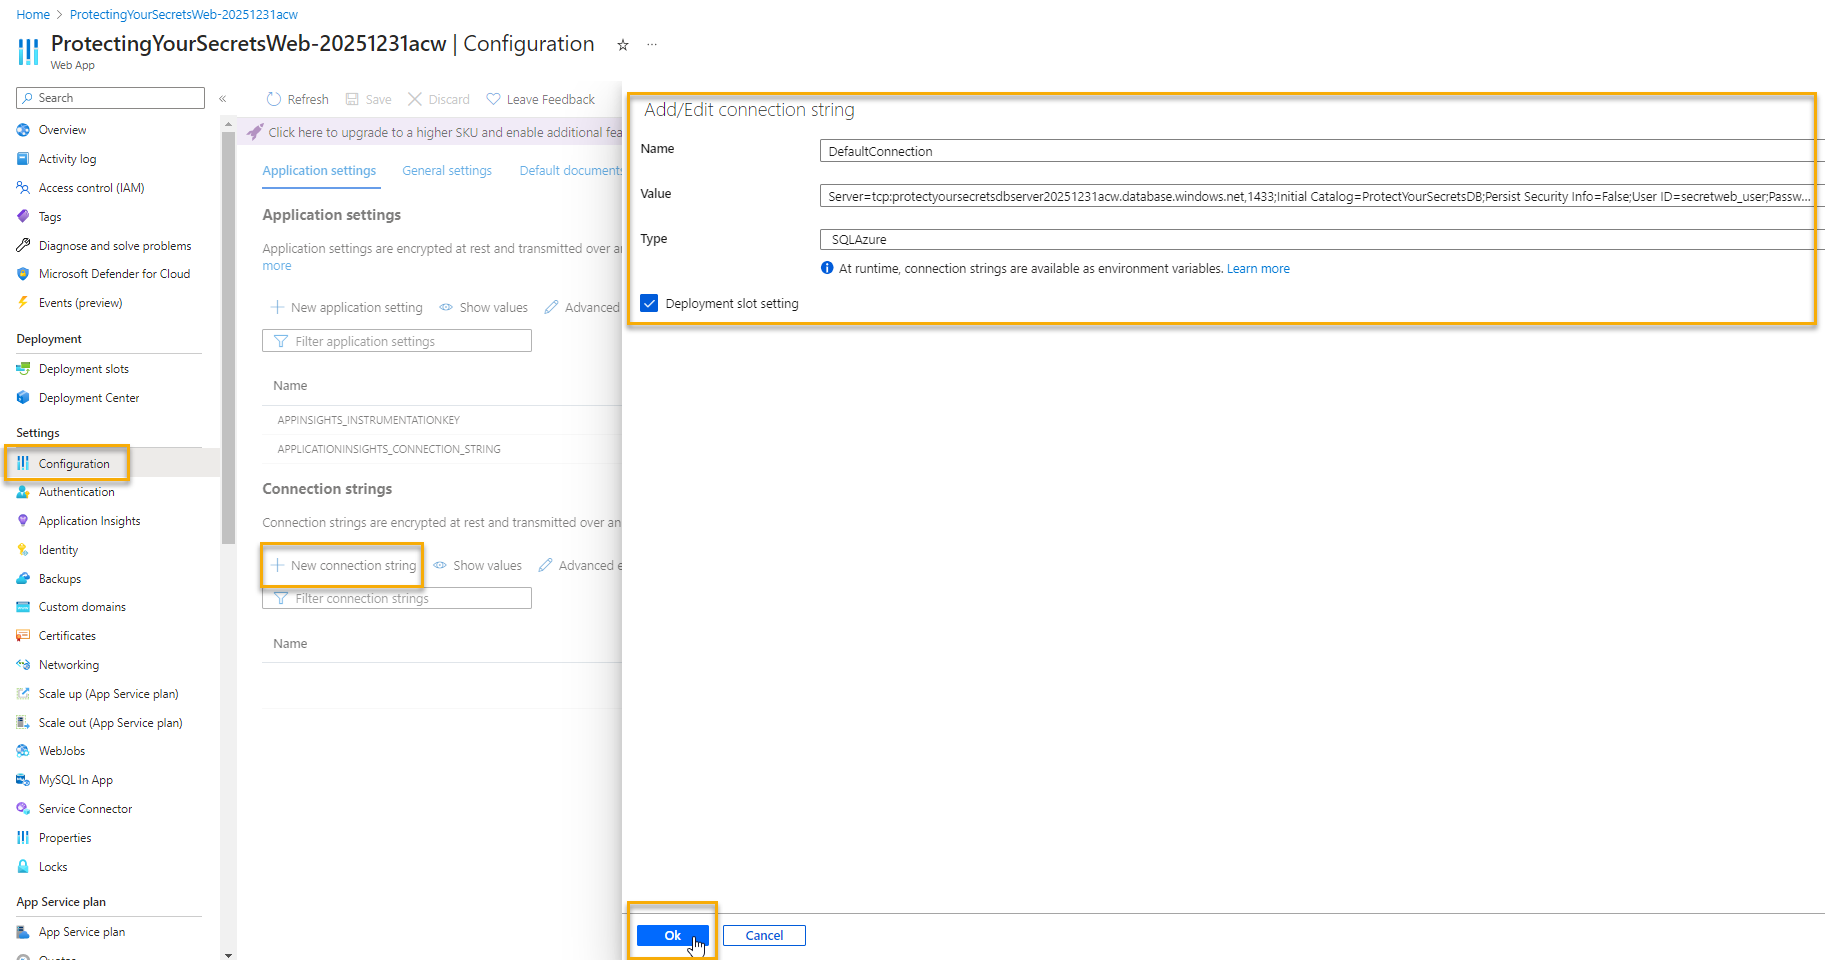 Home > ProtectingYourSecretsWeb-20251231acw
ProtectingYourSecretsWeb-20251231acw | Configuration
Web App
Search
Overview
Activity log
Access control (IAM)
Tags
Diagnose and solve problems
Microsoft Defender for Cloud
Events (preview)
Deployment
Deployment slots
Deployment Center
Settings
Configuration
Authentication
Application Insights
Identity
Backups
Custom domains
Certificates
Networking
Scale up (App Service plan)
Scale out (App Service plan)
WebJobs
MySQL In App
Service Connector
Properties
Locks
App Service plan
App Service plan
Refresh Save Discard Leave Feedback
Click here to upgrade to a higher SKU and enable additional fea
Application settings General settings Default documents
Application settings
Application settings are encrypted at rest and transmitted over an
more
New application setting Show values Advanced
Filter application settings
Name
APPINSIGHTS_INSTRUMENTATIONKEY
APPLICATIONINSIGHTS_CONNECTION_STRING
Connection strings
Connection strings are encrypted at rest and transmitted over an
New connection string Show values Advanced e
Filter connection strings
Name
Add/Edit connection string
Name DefaultConnection
Value Server=tcp:protectyoursecretsdbserver20251231acw.database.windows.net,1433;Initial Catalog=ProtectYourSecretsDB;Persist Security Info=False;User ID=secretweb_user;Passw...
Type SQLAzure
At runtime, connection strings are available as environment variables. Learn more
Deployment slot setting
Ok Cancel